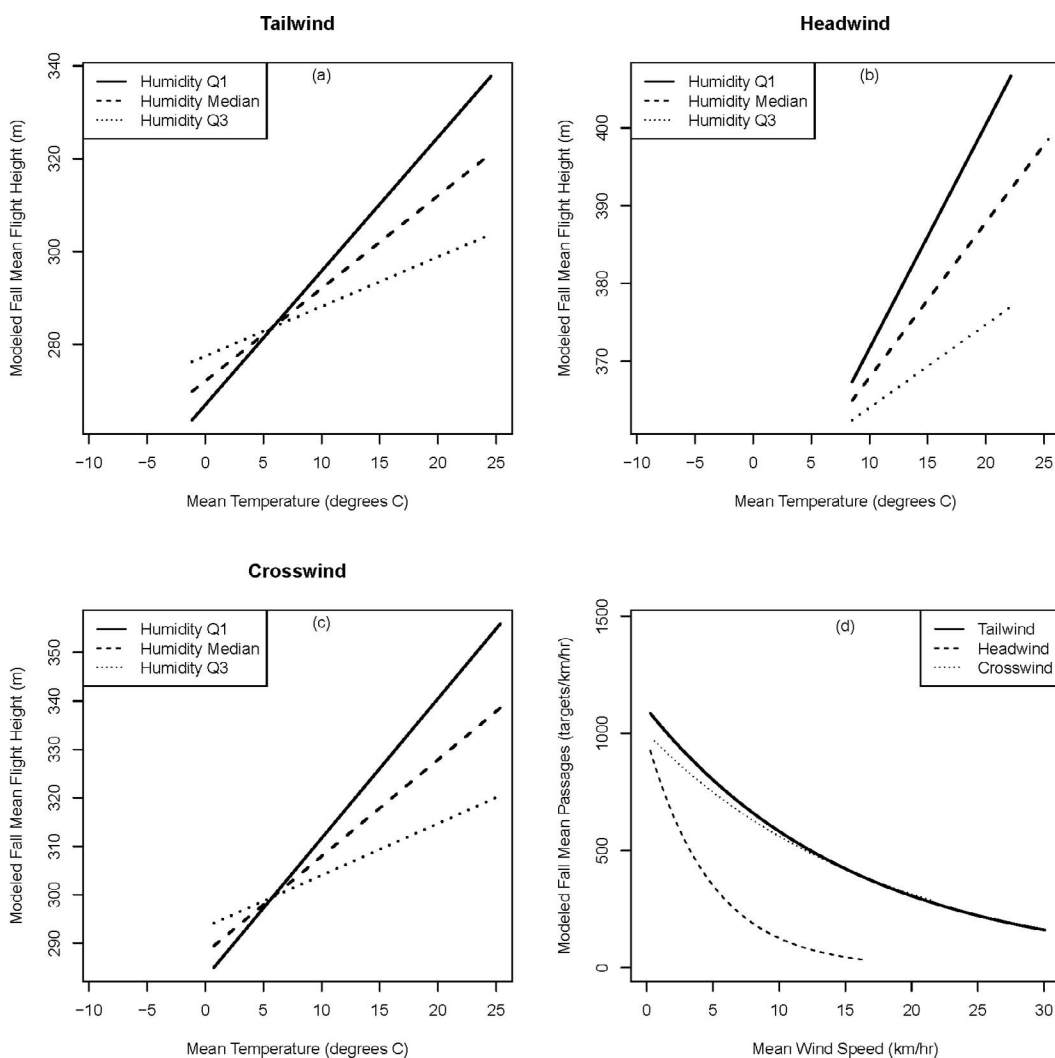 Tailwind
Humidity Q1
Humidity Median
Humidity Q3
(a)
Modeled Fall Mean Flight Height (m)
280
300
320
340
−10
−5
0
5
10
15
20
25
Mean Temperature (degrees C)
Headwind
Humidity Q1
Humidity Median
Humidity Q3
(b)
Modeled Fall Mean Flight Height (m)
370
380
390
400
−10
−5
0
5
10
15
20
25
Mean Temperature (degrees C)
Crosswind
Humidity Q1
Humidity Median
Humidity Q3
(c)
Modeled Fall Mean Flight Height (m)
290
300
310
320
330
340
350
−10
−5
0
5
10
15
20
25
Mean Temperature (degrees C)
(d)
Tailwind
Headwind
Crosswind
Modeled Fall Mean Passages (targets/km/hr)
0
500
1000
1500
0
5
10
15
20
25
30
Mean Wind Speed (km/hr)